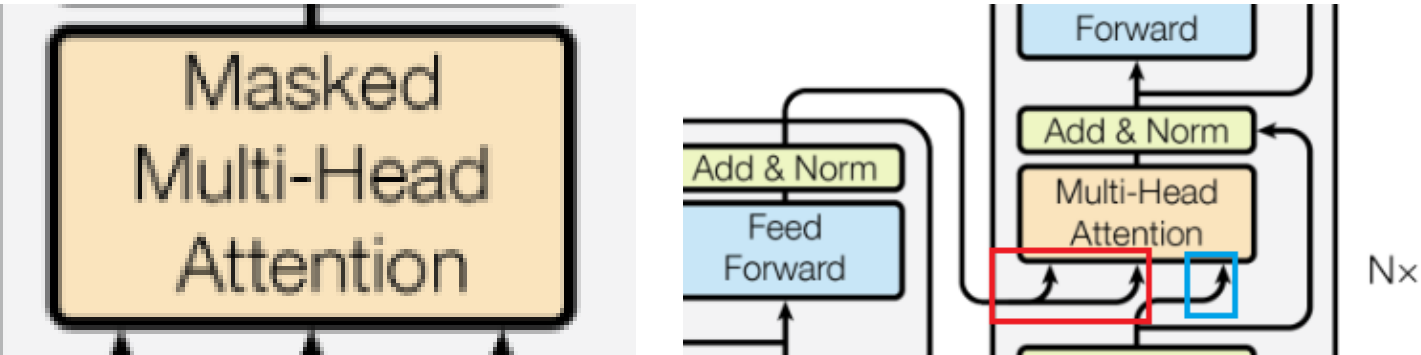 Masked
Multi-Head
Attention
Add & Norm
Feed
Forward
Forward
Add & Norm
Multi-Head
Attention
N×